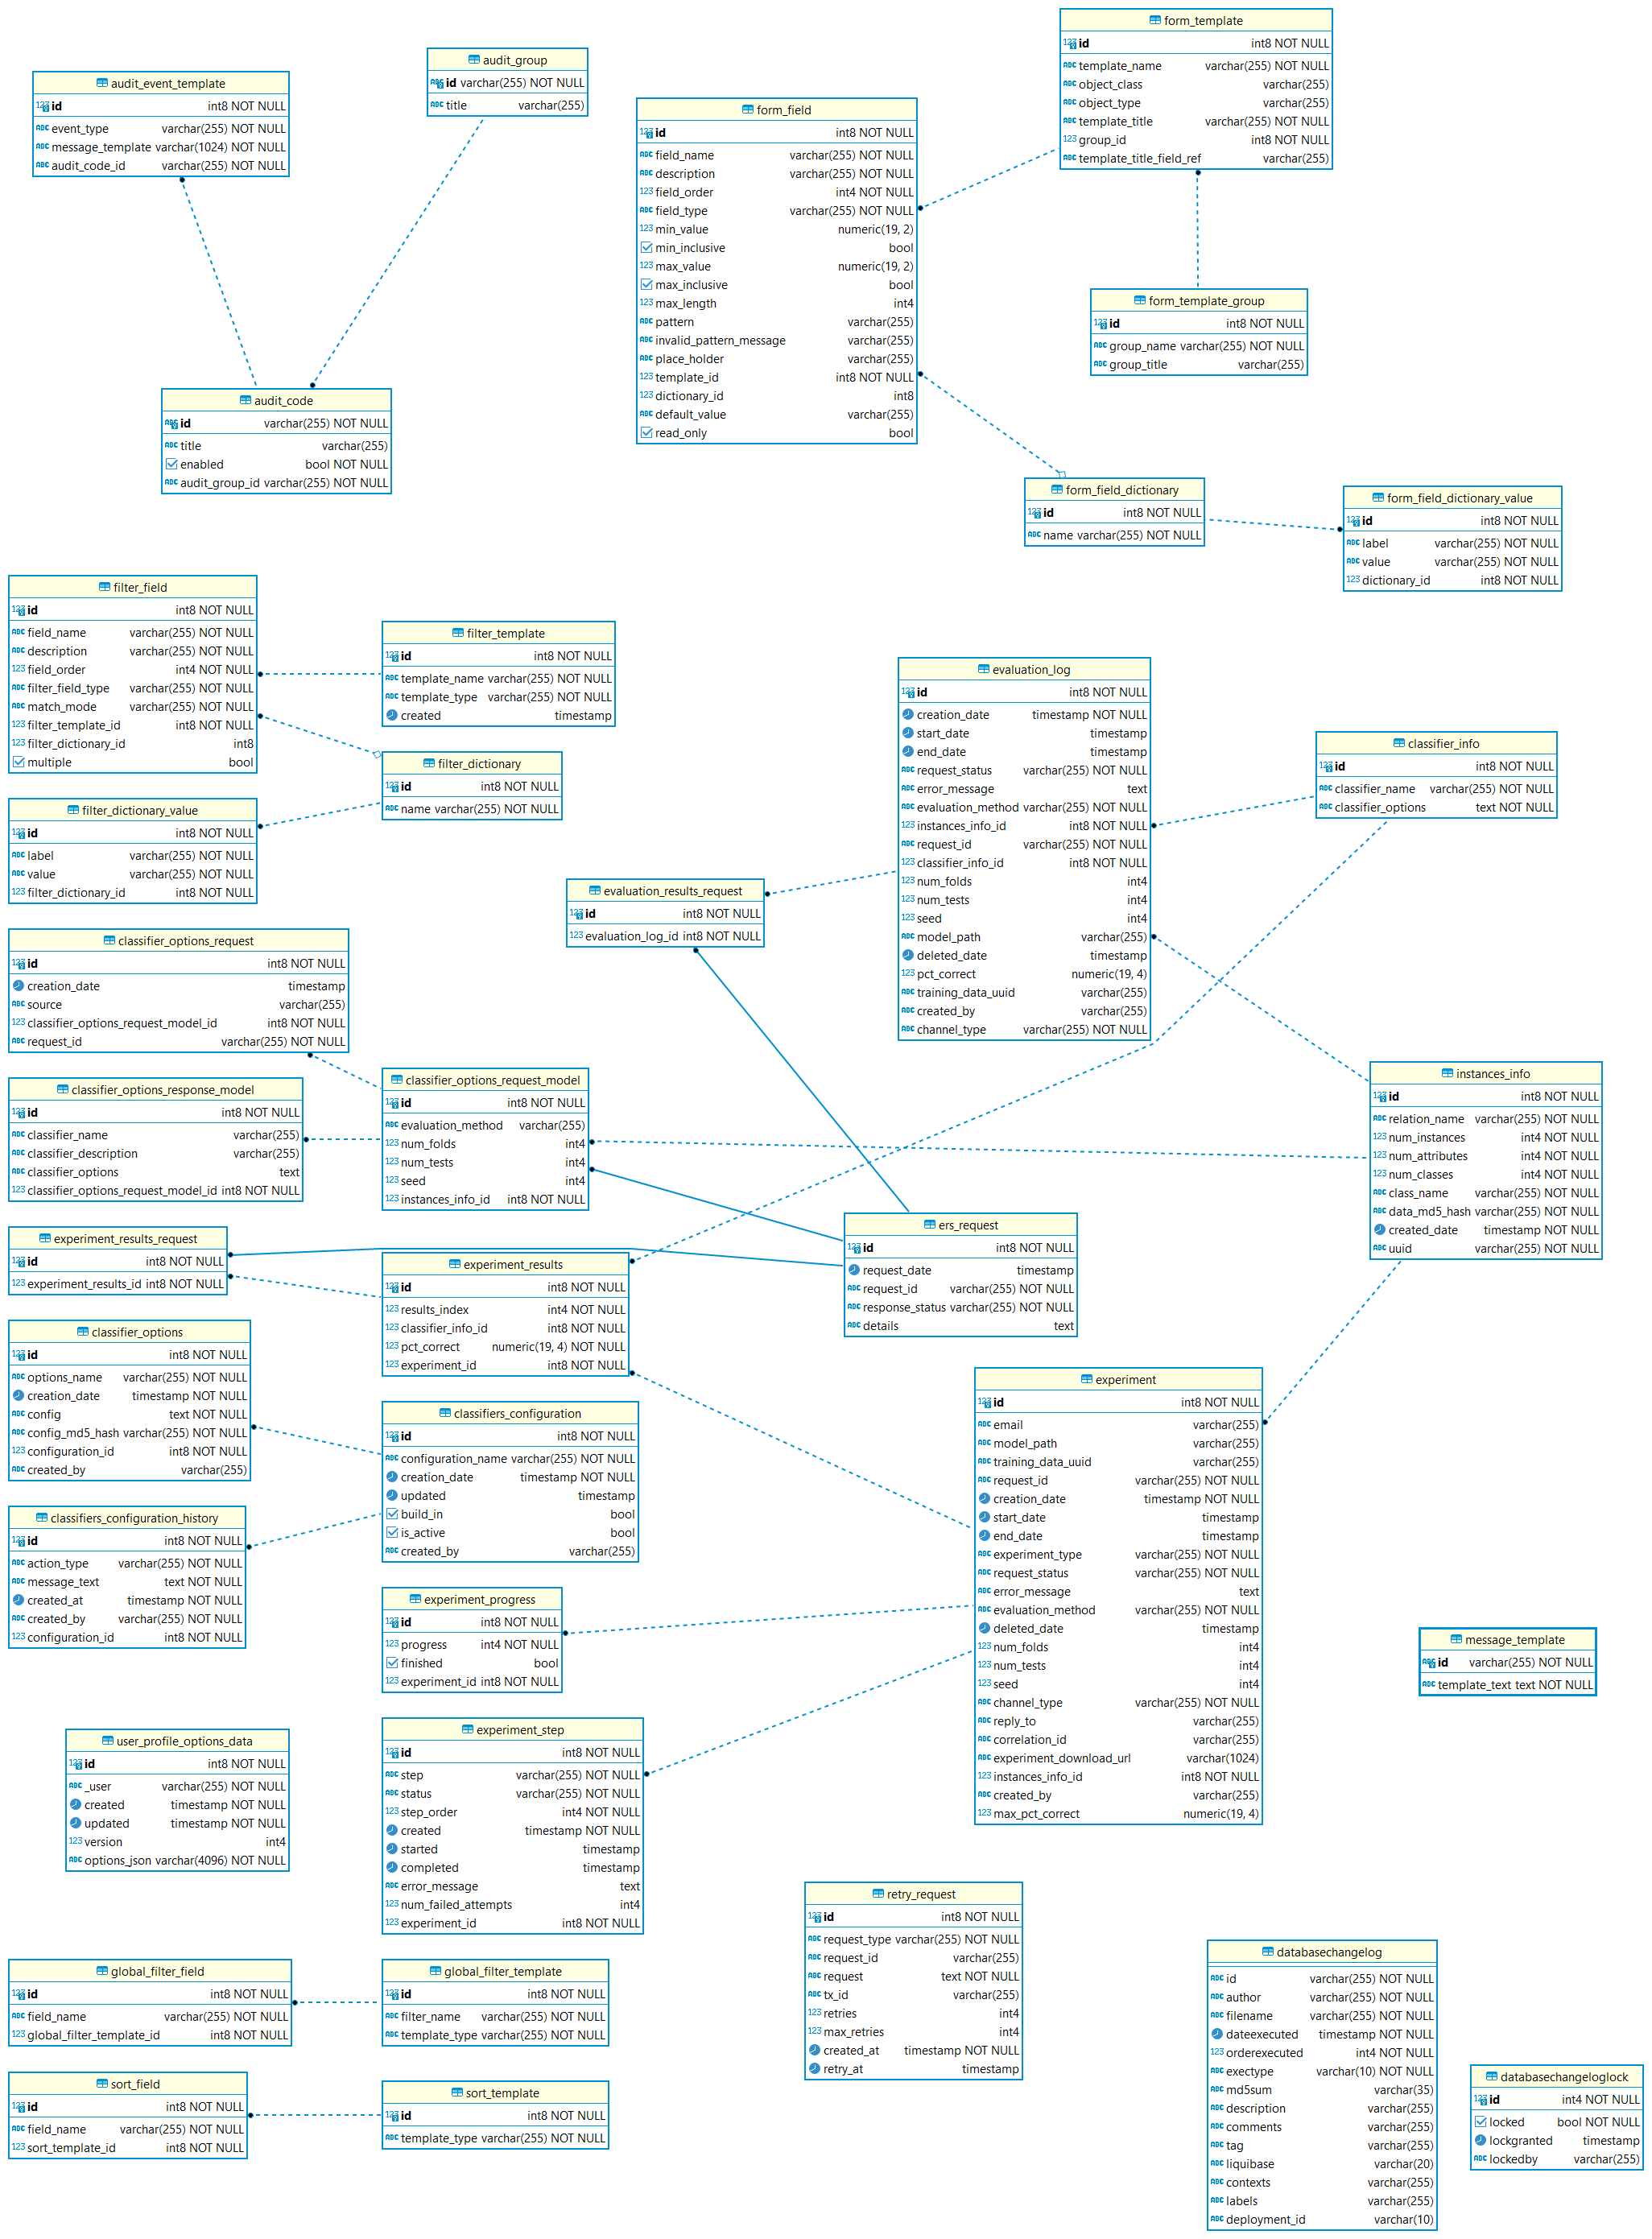 audit_event_template
id int8 NOT NULL
event_type varchar(255) NOT NULL
message_template varchar(1024) NOT NULL
audit_code_id varchar(255) NOT NULL
audit_group
id varchar(255) NOT NULL
title varchar(255)
audit_code
id varchar(255) NOT NULL
title varchar(255)
enabled bool NOT NULL
audit_group_id varchar(255) NOT NULL
form_field
id int8 NOT NULL
field_name varchar(255) NOT NULL
description varchar(255) NOT NULL
field_order int4 NOT NULL
field_type varchar(255) NOT NULL
min_value numeric(19, 2)
min_inclusive bool
max_value numeric(19, 2)
max_inclusive bool
max_length int4
pattern varchar(255)
invalid_pattern_message varchar(255)
place_holder varchar(255)
template_id int8 NOT NULL
dictionary_id int8
default_value varchar(255)
read_only bool
form_template
id int8 NOT NULL
template_name varchar(255) NOT NULL
object_class varchar(255)
object_type varchar(255)
template_title varchar(255) NOT NULL
group_id int8 NOT NULL
template_title_field_ref varchar(255)
form_template_group
id int8 NOT NULL
group_name varchar(255) NOT NULL
group_title varchar(255)
form_field_dictionary
id int8 NOT NULL
name varchar(255) NOT NULL
form_field_dictionary_value
id int8 NOT NULL
label varchar(255) NOT NULL
value varchar(255) NOT NULL
dictionary_id int8 NOT NULL
filter_field
id int8 NOT NULL
field_name varchar(255) NOT NULL
description varchar(255) NOT NULL
field_order int4 NOT NULL
filter_field_type varchar(255) NOT NULL
match_mode varchar(255) NOT NULL
filter_template_id int8 NOT NULL
filter_dictionary_id int8
multiple bool
filter_template
id int8 NOT NULL
template_name varchar(255) NOT NULL
template_type varchar(255) NOT NULL
created timestamp
filter_dictionary
id int8 NOT NULL
name varchar(255) NOT NULL
filter_dictionary_value
id int8 NOT NULL
label varchar(255) NOT NULL
value varchar(255) NOT NULL
filter_dictionary_id int8 NOT NULL
evaluation_log
id int8 NOT NULL
creation_date timestamp NOT NULL
start_date timestamp
end_date timestamp
request_status varchar(255) NOT NULL
error_message text
evaluation_method varchar(255) NOT NULL
instances_info_id int8 NOT NULL
request_id varchar(255) NOT NULL
classifier_info_id int8 NOT NULL
num_folds int4
num_tests int4
seed int4
model_path varchar(255)
deleted_date timestamp
pct_correct numeric(19, 4)
training_data_uuid varchar(255)
created_by varchar(255)
channel_type varchar(255) NOT NULL
classifier_info
id int8 NOT NULL
classifier_name varchar(255) NOT NULL
classifier_options text NOT NULL
evaluation_results_request
id int8 NOT NULL
evaluation_log_id int8 NOT NULL
classifier_options_request
id int8 NOT NULL
creation_date timestamp
source varchar(255)
classifier_options_request_model_id int8 NOT NULL
request_id varchar(255) NOT NULL
classifier_options_response_model
id int8 NOT NULL
classifier_name varchar(255)
classifier_description varchar(255)
classifier_options text
classifier_options_request_model_id int8 NOT NULL
classifier_options_request_model
id int8 NOT NULL
evaluation_method varchar(255)
num_folds int4
num_tests int4
seed int4
instances_info_id int8 NOT NULL
instances_info
id int8 NOT NULL
relation_name varchar(255) NOT NULL
num_instances int4 NOT NULL
num_attributes int4 NOT NULL
num_classes int4 NOT NULL
class_name varchar(255) NOT NULL
data_md5_hash varchar(255) NOT NULL
created_date timestamp NOT NULL
uuid varchar(255) NOT NULL
experiment_results_request
id int8 NOT NULL
experiment_results_id int8 NOT NULL
experiment_results
id int8 NOT NULL
results_index int4 NOT NULL
classifier_info_id int8 NOT NULL
pct_correct numeric(19, 4) NOT NULL
experiment_id int8 NOT NULL
ers_request
id int8 NOT NULL
request_date timestamp
request_id varchar(255) NOT NULL
response_status varchar(255) NOT NULL
details text
classifier_options
id int8 NOT NULL
options_name varchar(255) NOT NULL
creation_date timestamp NOT NULL
config text NOT NULL
config_md5_hash varchar(255) NOT NULL
configuration_id int8 NOT NULL
created_by varchar(255)
classifiers_configuration
id int8 NOT NULL
configuration_name varchar(255) NOT NULL
creation_date timestamp NOT NULL
updated timestamp
build_in bool
is_active bool
created_by varchar(255)
classifiers_configuration_history
id int8 NOT NULL
action_type varchar(255) NOT NULL
message_text text NOT NULL
created_at timestamp NOT NULL
created_by varchar(255) NOT NULL
configuration_id int8 NOT NULL
experiment
id int8 NOT NULL
email varchar(255)
model_path varchar(255)
training_data_uuid varchar(255)
request_id varchar(255) NOT NULL
creation_date timestamp NOT NULL
start_date timestamp
end_date timestamp
experiment_type varchar(255) NOT NULL
request_status varchar(255) NOT NULL
error_message text
evaluation_method varchar(255) NOT NULL
deleted_date timestamp
num_folds int4
num_tests int4
seed int4
channel_type varchar(255) NOT NULL
reply_to varchar(255)
correlation_id varchar(255)
experiment_download_url varchar(1024)
instances_info_id int8 NOT NULL
created_by varchar(255)
max_pct_correct numeric(19, 4)
experiment_progress
id int8 NOT NULL
progress int4 NOT NULL
finished bool
experiment_id int8 NOT NULL
message_template
id varchar(255) NOT NULL
template_text text NOT NULL
user_profile_options_data
id int8 NOT NULL
_user varchar(255) NOT NULL
created timestamp NOT NULL
updated timestamp NOT NULL
version int4
options_json varchar(4096) NOT NULL
experiment_step
id int8 NOT NULL
step varchar(255) NOT NULL
status varchar(255) NOT NULL
step_order int4 NOT NULL
created timestamp NOT NULL
started timestamp
completed timestamp
error_message text
num_failed_attempts int4
experiment_id int8 NOT NULL
retry_request
id int8 NOT NULL
request_type varchar(255) NOT NULL
request_id varchar(255)
request text NOT NULL
tx_id varchar(255)
retries int4
max_retries int4
created_at timestamp NOT NULL
retry_at timestamp
global_filter_field
id int8 NOT NULL
field_name varchar(255) NOT NULL
global_filter_template_id int8 NOT NULL
global_filter_template
id int8 NOT NULL
filter_name varchar(255) NOT NULL
template_type varchar(255) NOT NULL
sort_field
id int8 NOT NULL
field_name varchar(255) NOT NULL
sort_template_id int8 NOT NULL
sort_template
id int8 NOT NULL
template_type varchar(255) NOT NULL
databasechangelog
id varchar(255) NOT NULL
author varchar(255) NOT NULL
filename varchar(255) NOT NULL
dateexecuted timestamp NOT NULL
orderexecuted int4 NOT NULL
exectype varchar(10) NOT NULL
md5sum varchar(35)
description varchar(255)
comments varchar(255)
tag varchar(255)
liquibase varchar(20)
contexts varchar(255)
labels varchar(255)
deployment_id varchar(10)
databasechangeloglock
id int4 NOT NULL
locked bool NOT NULL
lockgranted timestamp
lockedby varchar(255)